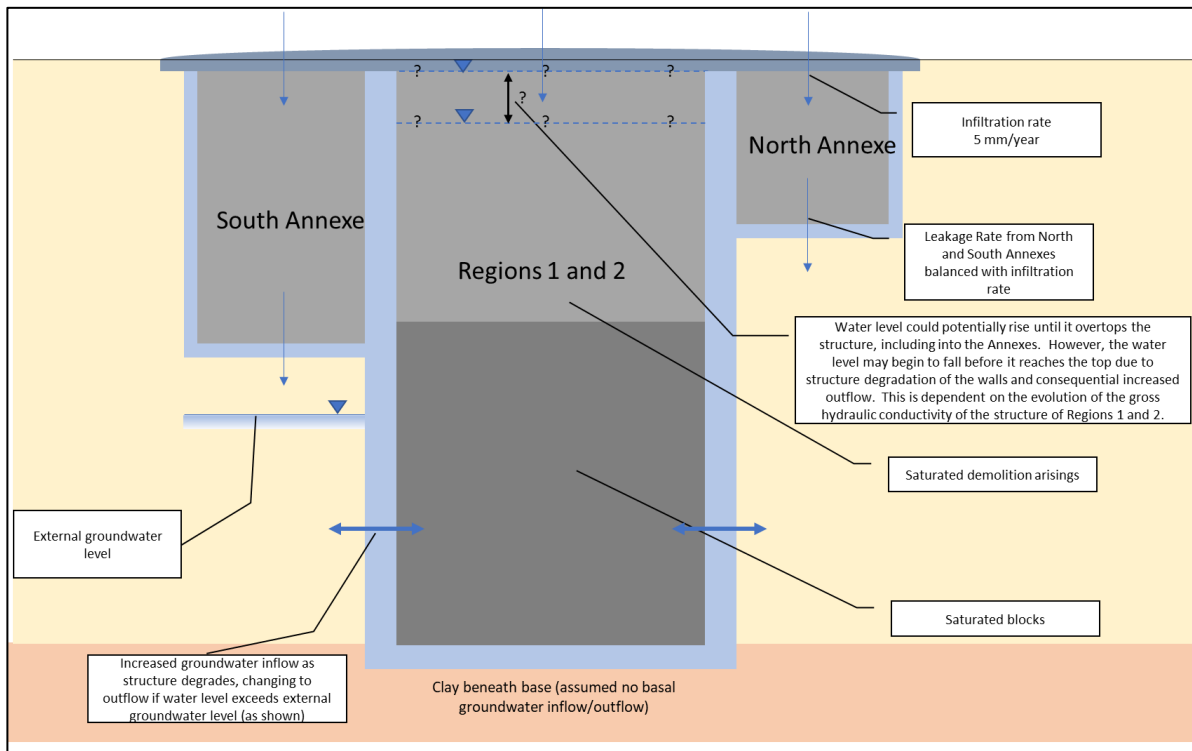 ? ? ?
?
? ? ?
Infiltration rate
5 mm/year
North Annexe
South Annexe
Leakage Rate from North
and South Annexes
balanced with infiltration
rate
Regions 1 and 2
Water level could potentially rise until it overtops the
structure, including into the Annexes. However, the water
level may begin to fall before it reaches the top due to
structure degradation of the walls and consequential increased
outflow. This is dependent on the evolution of the gross
hydraulic conductivity of the structure of Regions 1 and 2.
Saturated demolition arisings
External groundwater
level
Saturated blocks
Increased groundwater inflow as
structure degrades, changing to
outflow if water level exceeds external
groundwater level (as shown)
Clay beneath base (assumed no basal
groundwater inflow/outflow)